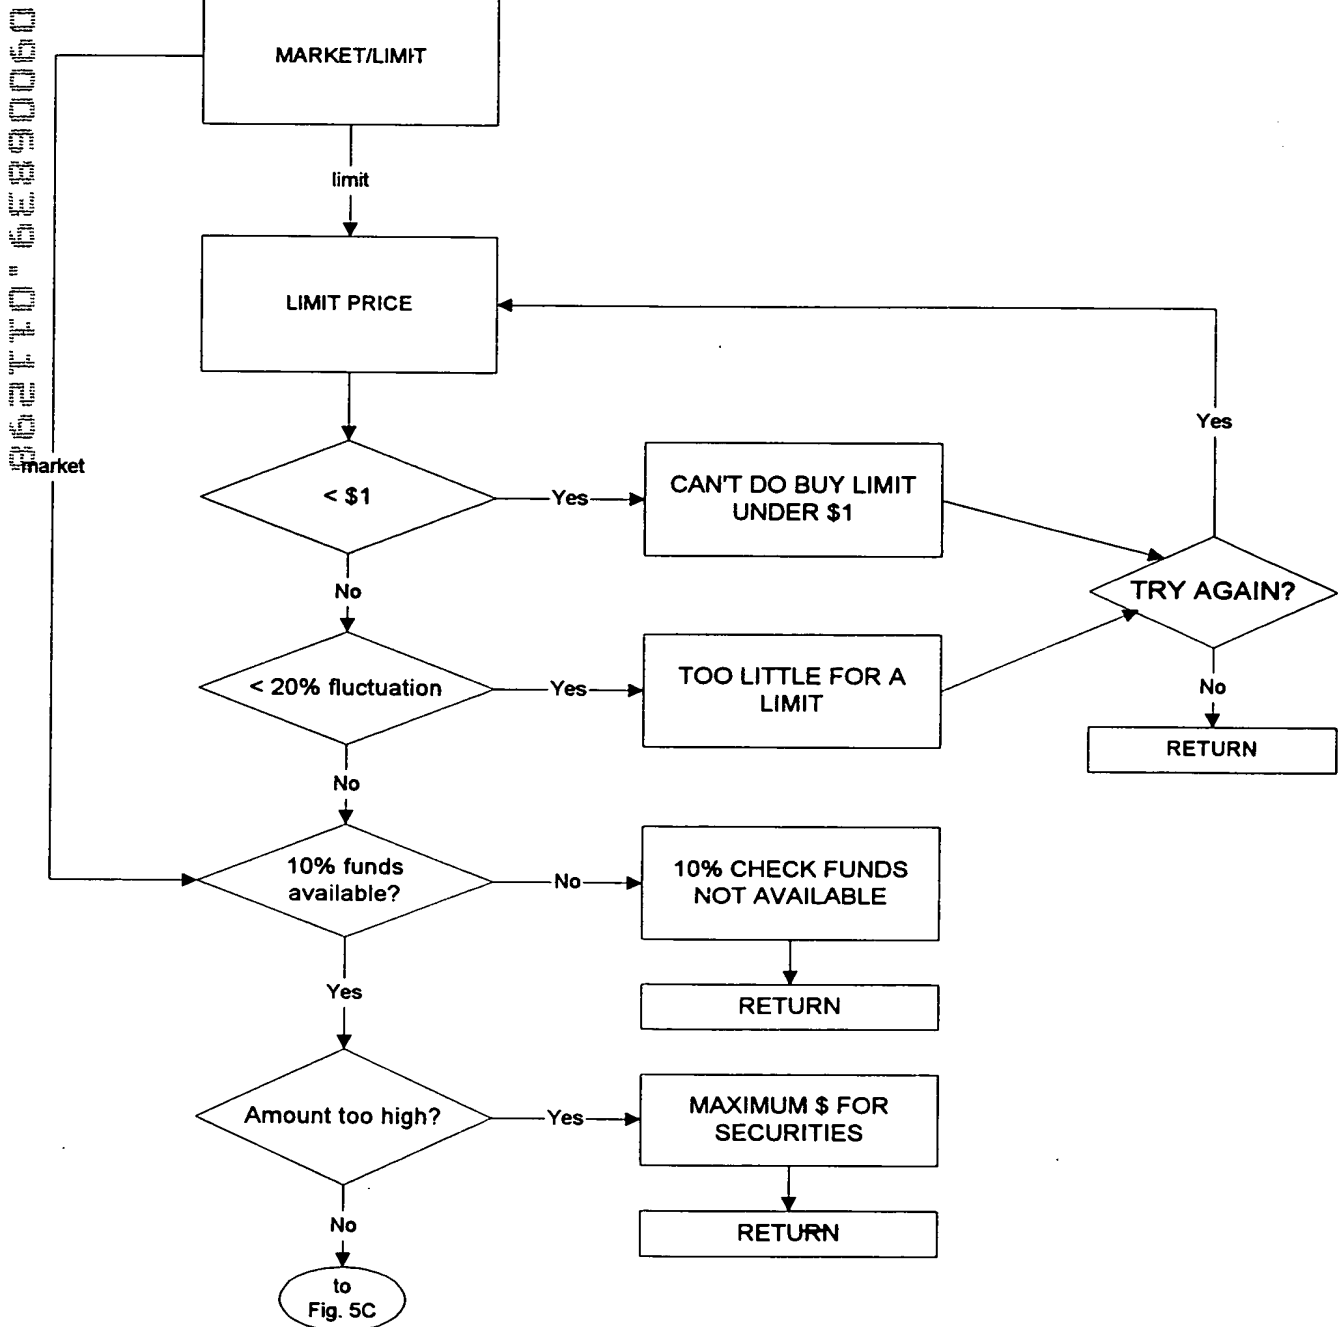 MARKET/LIMIT
limit
LIMIT PRICE
Yes
market
< $1
Yes
CAN'T DO BUY LIMIT
UNDER $1
No
TRY AGAIN?
< 20% fluctuation
Yes
TOO LITTLE FOR A
LIMIT
No
RETURN
No
10% funds
available?
No
10% CHECK FUNDS
NOT AVAILABLE
Yes
RETURN
Amount too high?
Yes
MAXIMUM $ FOR
SECURITIES
No
RETURN
to
Fig. 5C